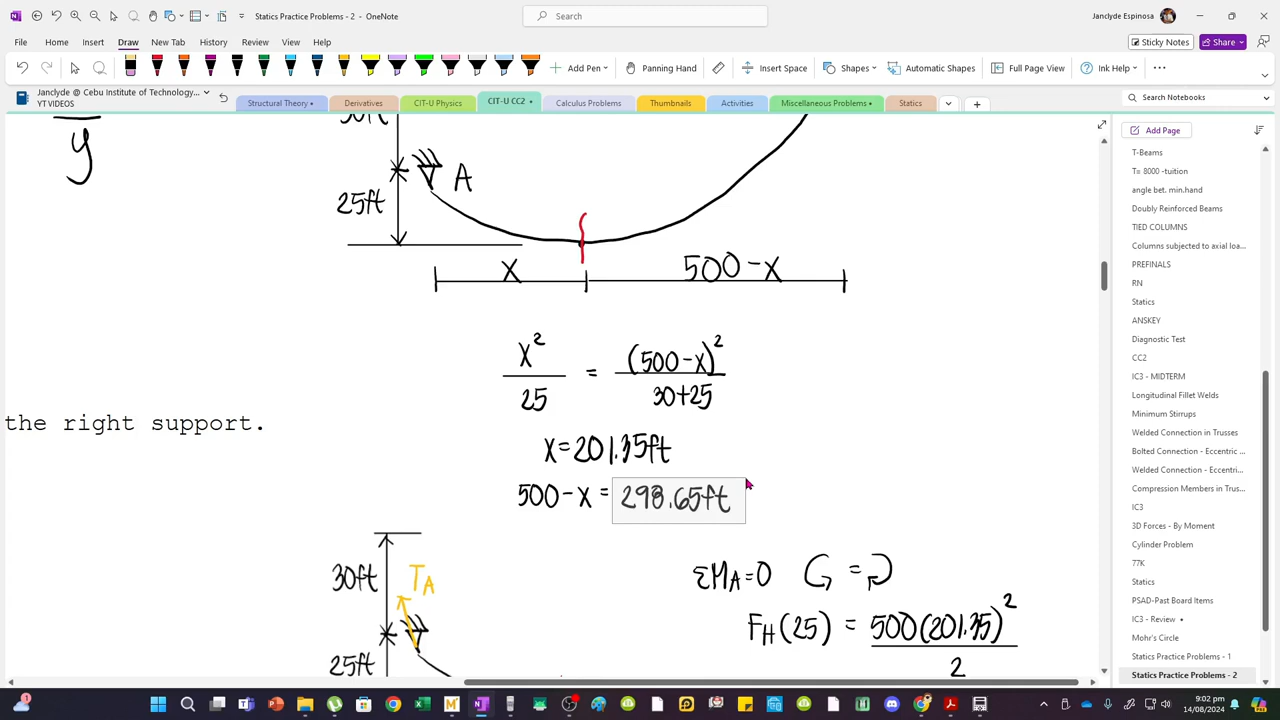 Statics Practice Problems - 2 - OneNote
Search
Janclyde Espinosa
File Home Insert Draw New Tab History Review View Help
Sticky Notes
Share
Add Pen
Panning Hand
Insert Space
Shapes
Automatic Shapes
Full Page View
Ink Help
Janclyde @ Cebu Institute of Technology...
YT VIDEOS
Structural Theory •
Derivatives
CIT-U Physics
CIT-U CC2 •
Calculus Problems
Thumbnails
Activities
Miscellaneous Problems •
Statics
Search Notebooks
Add Page
T-Beams
T= 8000 -tuition
angle bet. min.hand
Doubly Reinforced Beams
TIED COLUMNS
Columns subjected to axial loa...
PREFINALS
RN
Statics
ANSKEY
Diagnostic Test
CC2
IC3 - MIDTERM
Longitudinal Fillet Welds
Minimum Stirrups
Welded Connection in Trusses
Bolted Connection - Eccentric ...
Welded Connection - Eccentri...
Compression Members in Trus...
IC3
3D Forces - By Moment
Cylinder Problem
77K
Statics
PSAD-Past Board Items
IC3 - Review •
Mohr's Circle
Statics Practice Problems - 1
Statics Practice Problems - 2
y
30ft
A
25ft
x
500-x
x²/25 = (500-x)²/30+25
x=201.35ft
500-x= 298.65ft
the right support.
30ft
TA
25ft
ΣMA=0
FH(25) = 500(201.35)²/2
1
9:02 pm
14/08/2024